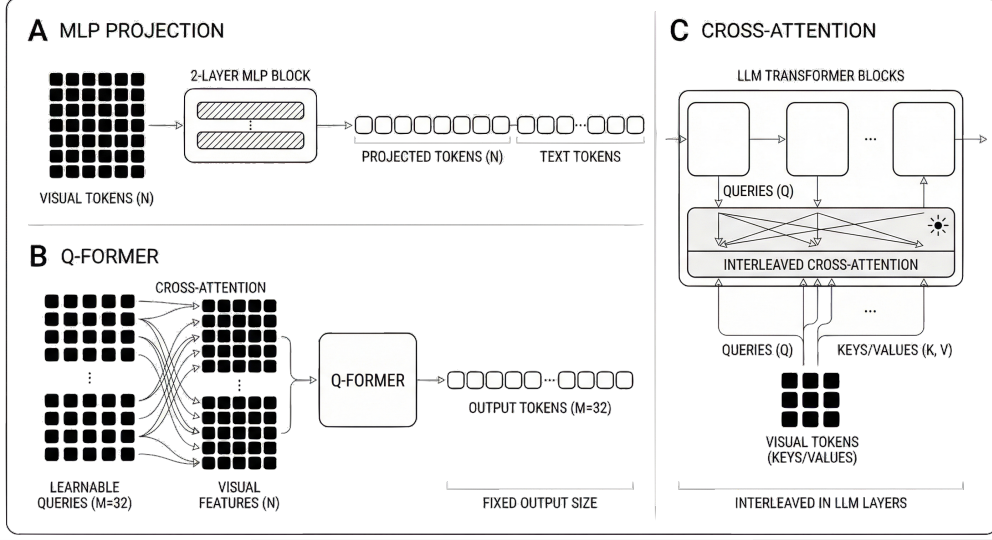 A MLP PROJECTION
2-LAYER MLP BLOCK
VISUAL TOKENS (N)
PROJECTED TOKENS (N)
TEXT TOKENS
B Q-FORMER
CROSS-ATTENTION
Q-FORMER
OUTPUT TOKENS (M=32)
LEARNABLE
QUERIES (M=32)
VISUAL
FEATURES (N)
FIXED OUTPUT SIZE
C CROSS-ATTENTION
LLM TRANSFORMER BLOCKS
QUERIES (Q)
INTERLEAVED CROSS-ATTENTION
QUERIES (Q)
KEYS/VALUES (K, V)
VISUAL TOKENS
(KEYS/VALUES)
INTERLEAVED IN LLM LAYERS